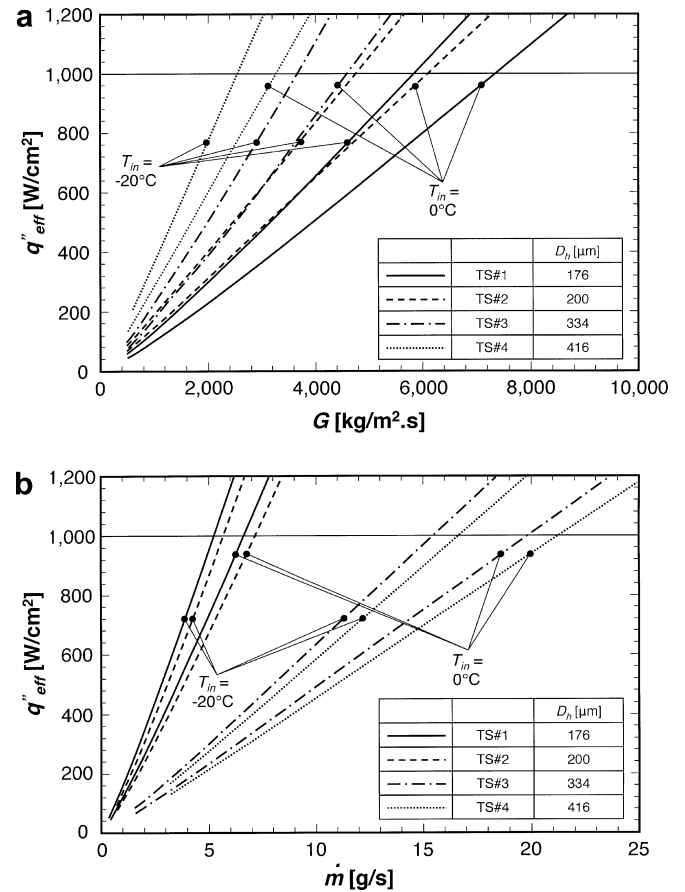 a
1,200
1,000
800
600
400
200
0
q"eff [W/cm²]
Tin =
-20°C
Tin =
0°C
Dh [µm]
TS#1 176
TS#2 200
TS#3 334
TS#4 416
0 2,000 4,000 6,000 8,000 10,000
G [kg/m².s]
b
1,200
1,000
800
600
400
200
0
q"eff [W/cm²]
Tin =
-20°C
Tin =
0°C
Dh [µm]
TS#1 176
TS#2 200
TS#3 334
TS#4 416
0 5 10 15 20 25
ṁ [g/s]